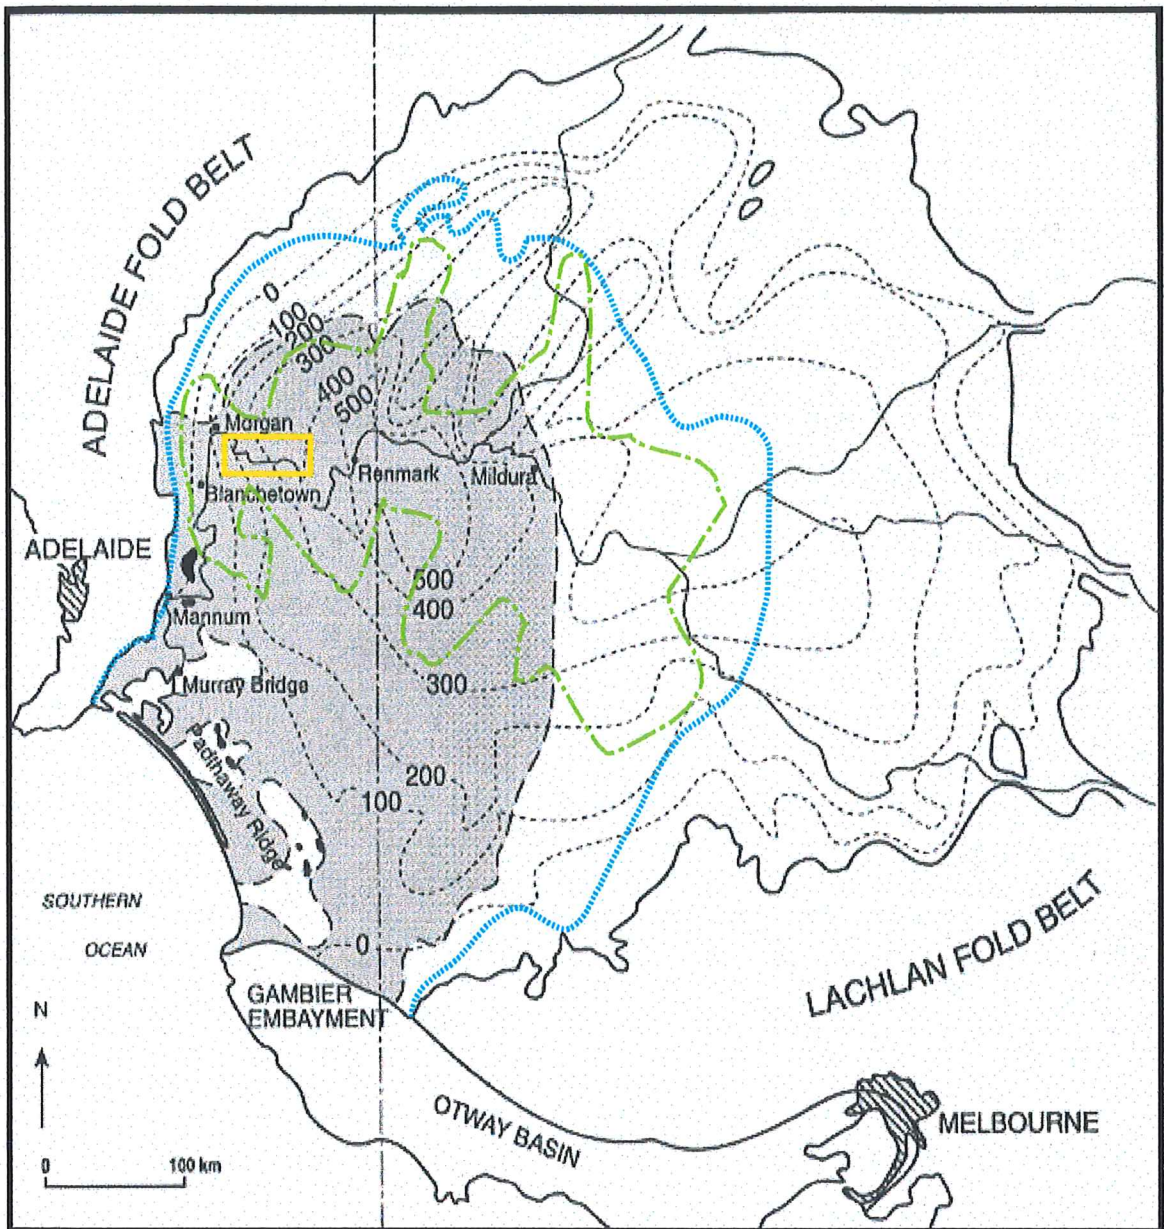 ADELAIDE FOLD BELT
0
100
200
300
400
500
Morgan
Renmark
Mildura
Blanchetown
ADELAIDE
500
400
Mannum
300
Murray Bridge
200
100
Padthaway Ridge
SOUTHERN
OCEAN
0
LACHLAN FOLD BELT
GAMBIER
EMBAYMENT
N
OTWAY BASIN
MELBOURNE
0 100 km